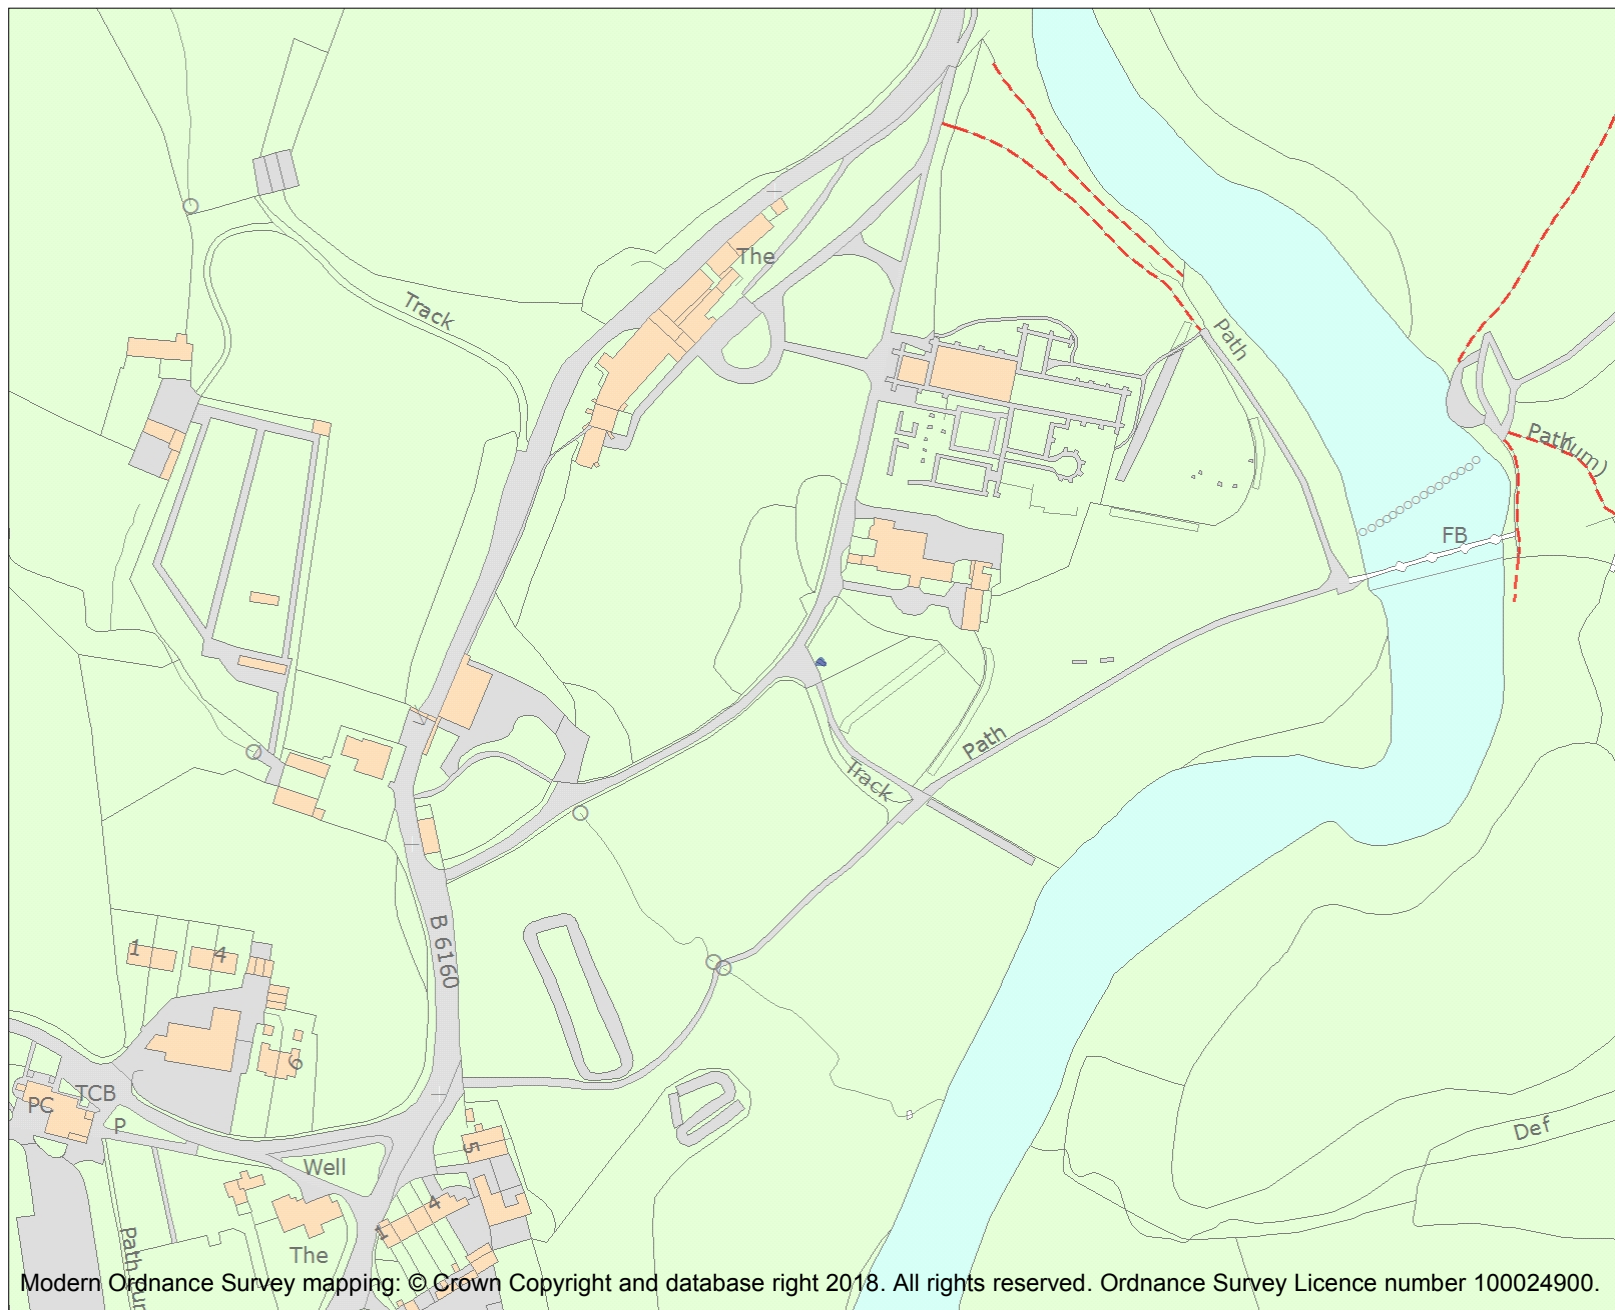 The
Track
Path
Path
(um)
FB
Path
Track
B 6160
1
4
6
TCB
PC
P
5
Def
Well
4
1
The
Path
Modern Ordnance Survey mapping: © Crown Copyright and database right 2018. All rights reserved. Ordnance Survey Licence number 100024900.